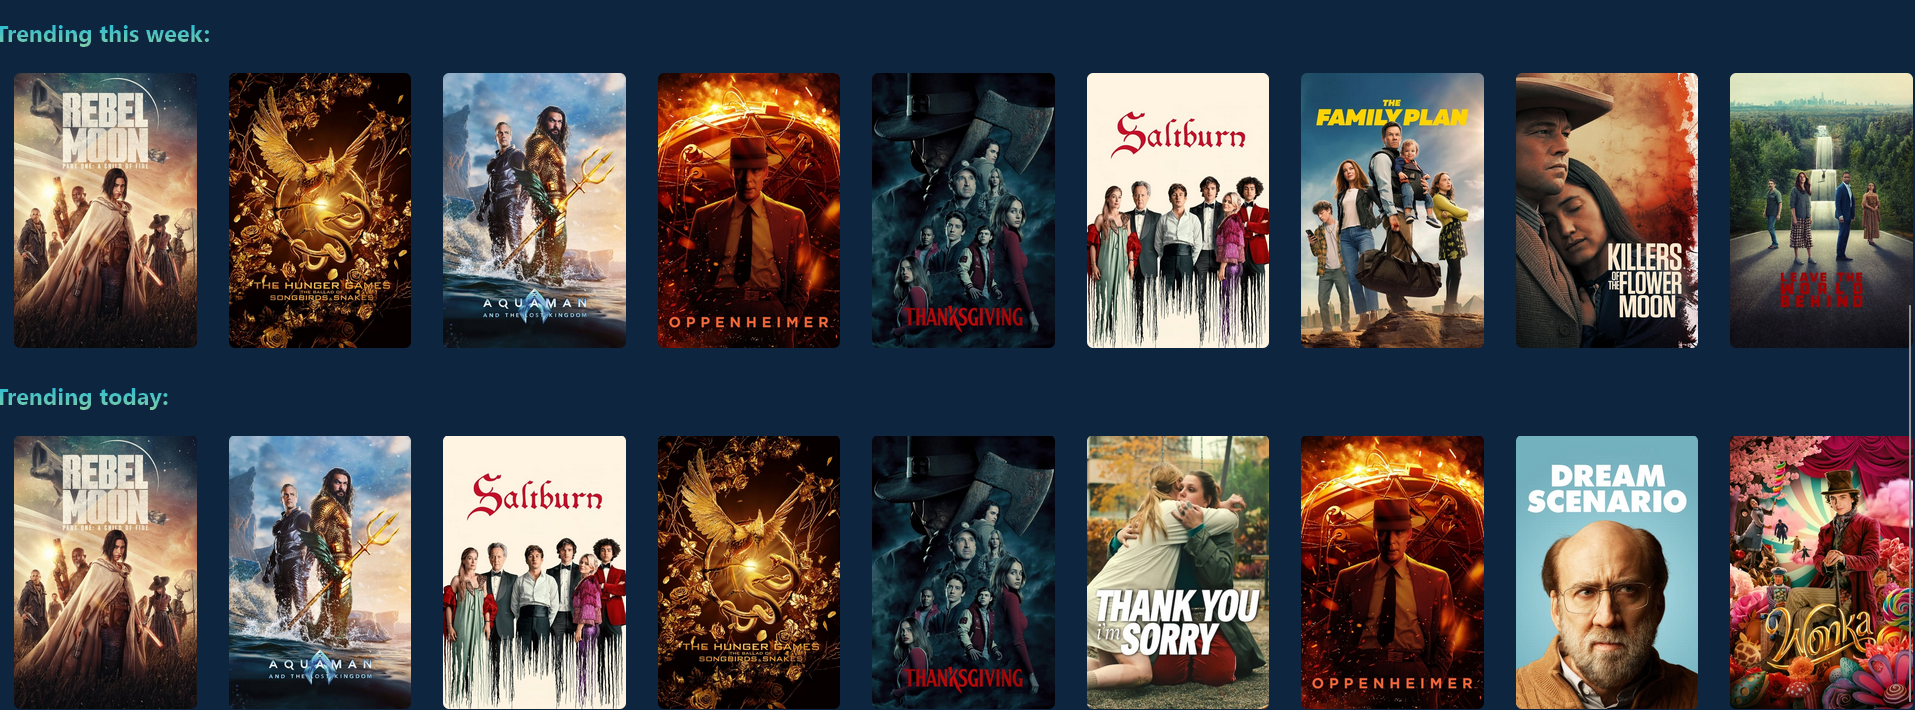 Trending this week:
REBEL
MOON
PART ONE: A CHILD OF FIRE
THE HUNGER GAMES
THE BALLAD OF
SONGBIRDS & SNAKES
AQUAMAN
AND THE LOST KINGDOM
OPPENHEIMER
THANKSGIVING
Saltburn
THE
FAMILY PLAN
KILLERS
OF THE FLOWER
MOON
LEAVE THE
WORLD
BEHIND
Trending today:
REBEL
MOON
PART ONE: A CHILD OF FIRE
AQUAMAN
AND THE LOST KINGDOM
Saltburn
THE HUNGER GAMES
THE BALLAD OF
SONGBIRDS & SNAKES
THANKSGIVING
THANK YOU
i'm SORRY
OPPENHEIMER
DREAM
SCENARIO
Wonka